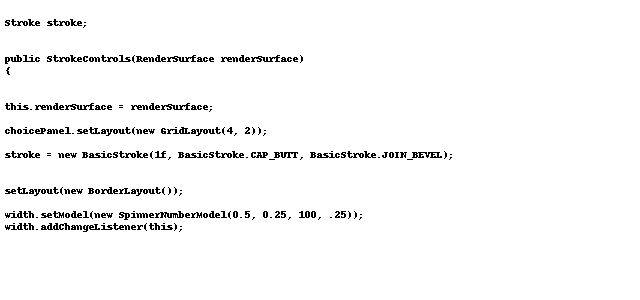 Stroke stroke;
public StrokeControls(RenderSurface renderSurface)
{
this.renderSurface = renderSurface;
choicePanel.setLayout(new GridLayout(4, 2));
stroke = new BasicStroke(1f, BasicStroke.CAP_BUTT, BasicStroke.JOIN_BEVEL);
setLayout(new BorderLayout());
width.setModel(new SpinnerNumberModel(0.5, 0.25, 100, .25));
width.addChangeListener(this);